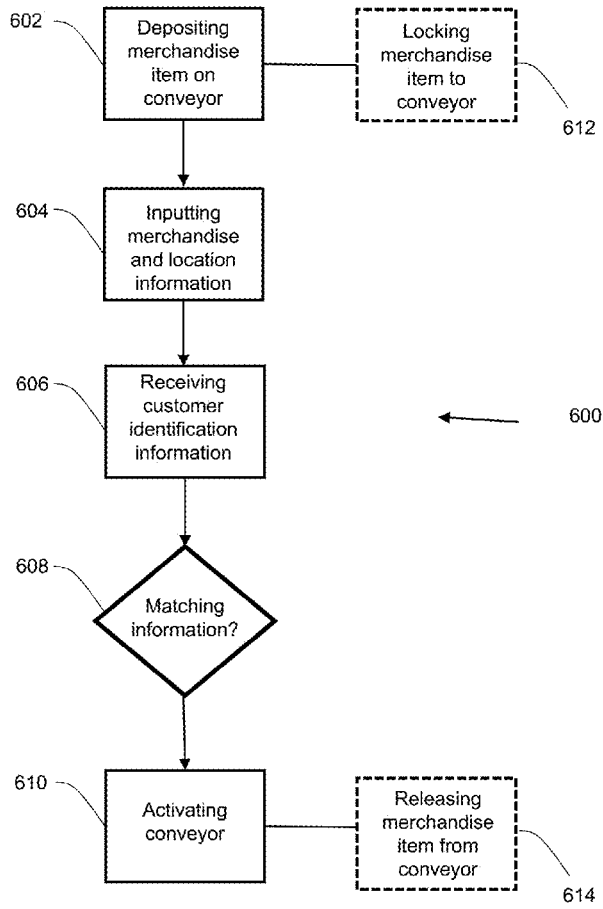 602
Depositing
merchandise
item on
conveyor
Locking
merchandise
item to
conveyor
612
604
Inputting
merchandise
and location
information
606
Receiving
customer
identification
information
600
608
Matching
information?
610
Activating
conveyor
Releasing
merchandise
item from
conveyor
614